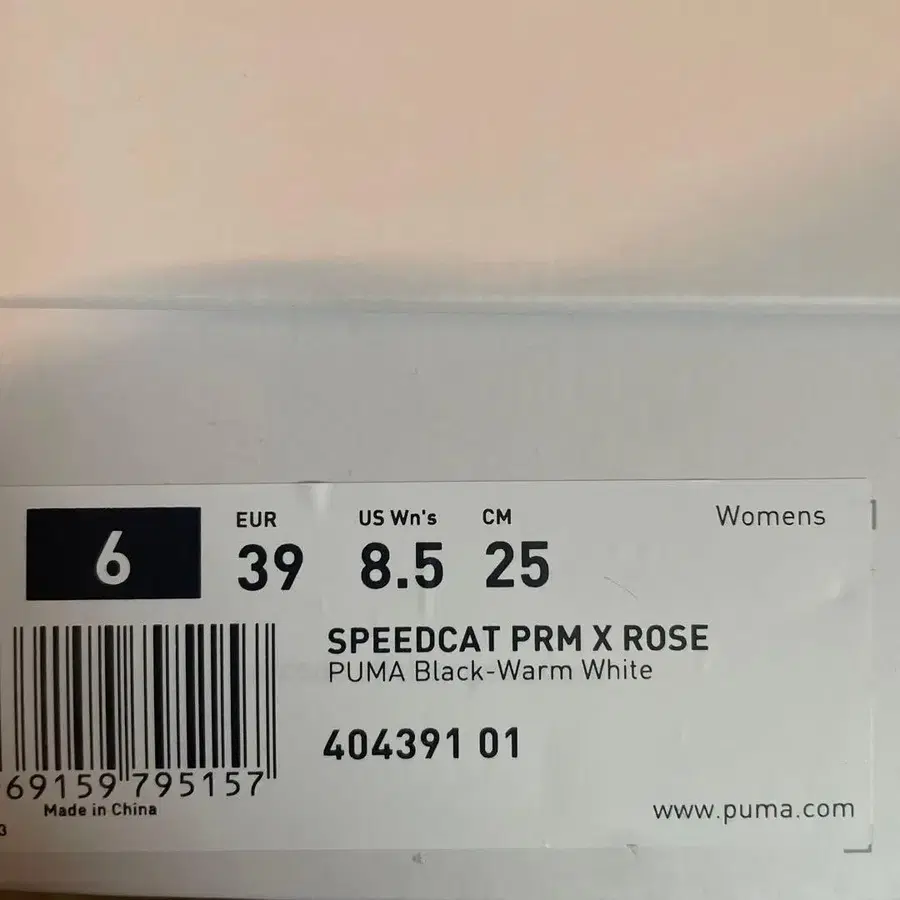 EUR US Wn's CM Womens
6 39 8.5 25
SPEEDCAT PRM X ROSE
PUMA Black-Warm White
404391 01
69159 795157
Made in China
www.puma.com
3